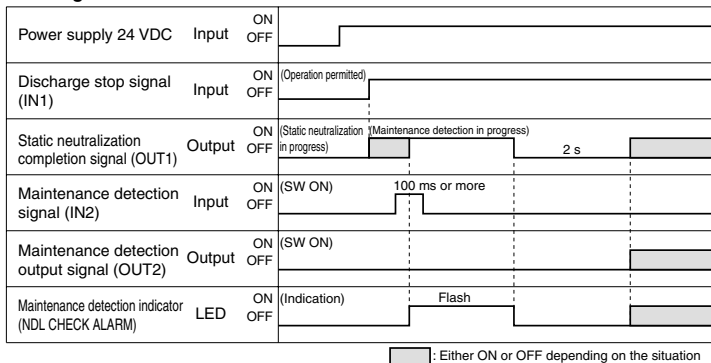 Power supply 24 VDC Input ON OFF
Discharge stop signal (IN1) Input ON OFF (Operation permitted)
Static neutralization completion signal (OUT1) Output ON OFF (Static neutralization in progress) (Maintenance detection in progress) 2 s
Maintenance detection signal (IN2) Input ON OFF (SW ON) 100 ms or more
Maintenance detection output signal (OUT2) Output ON OFF (SW ON)
Maintenance detection indicator (NDL CHECK ALARM) LED ON OFF (Indication) Flash
: Either ON or OFF depending on the situation